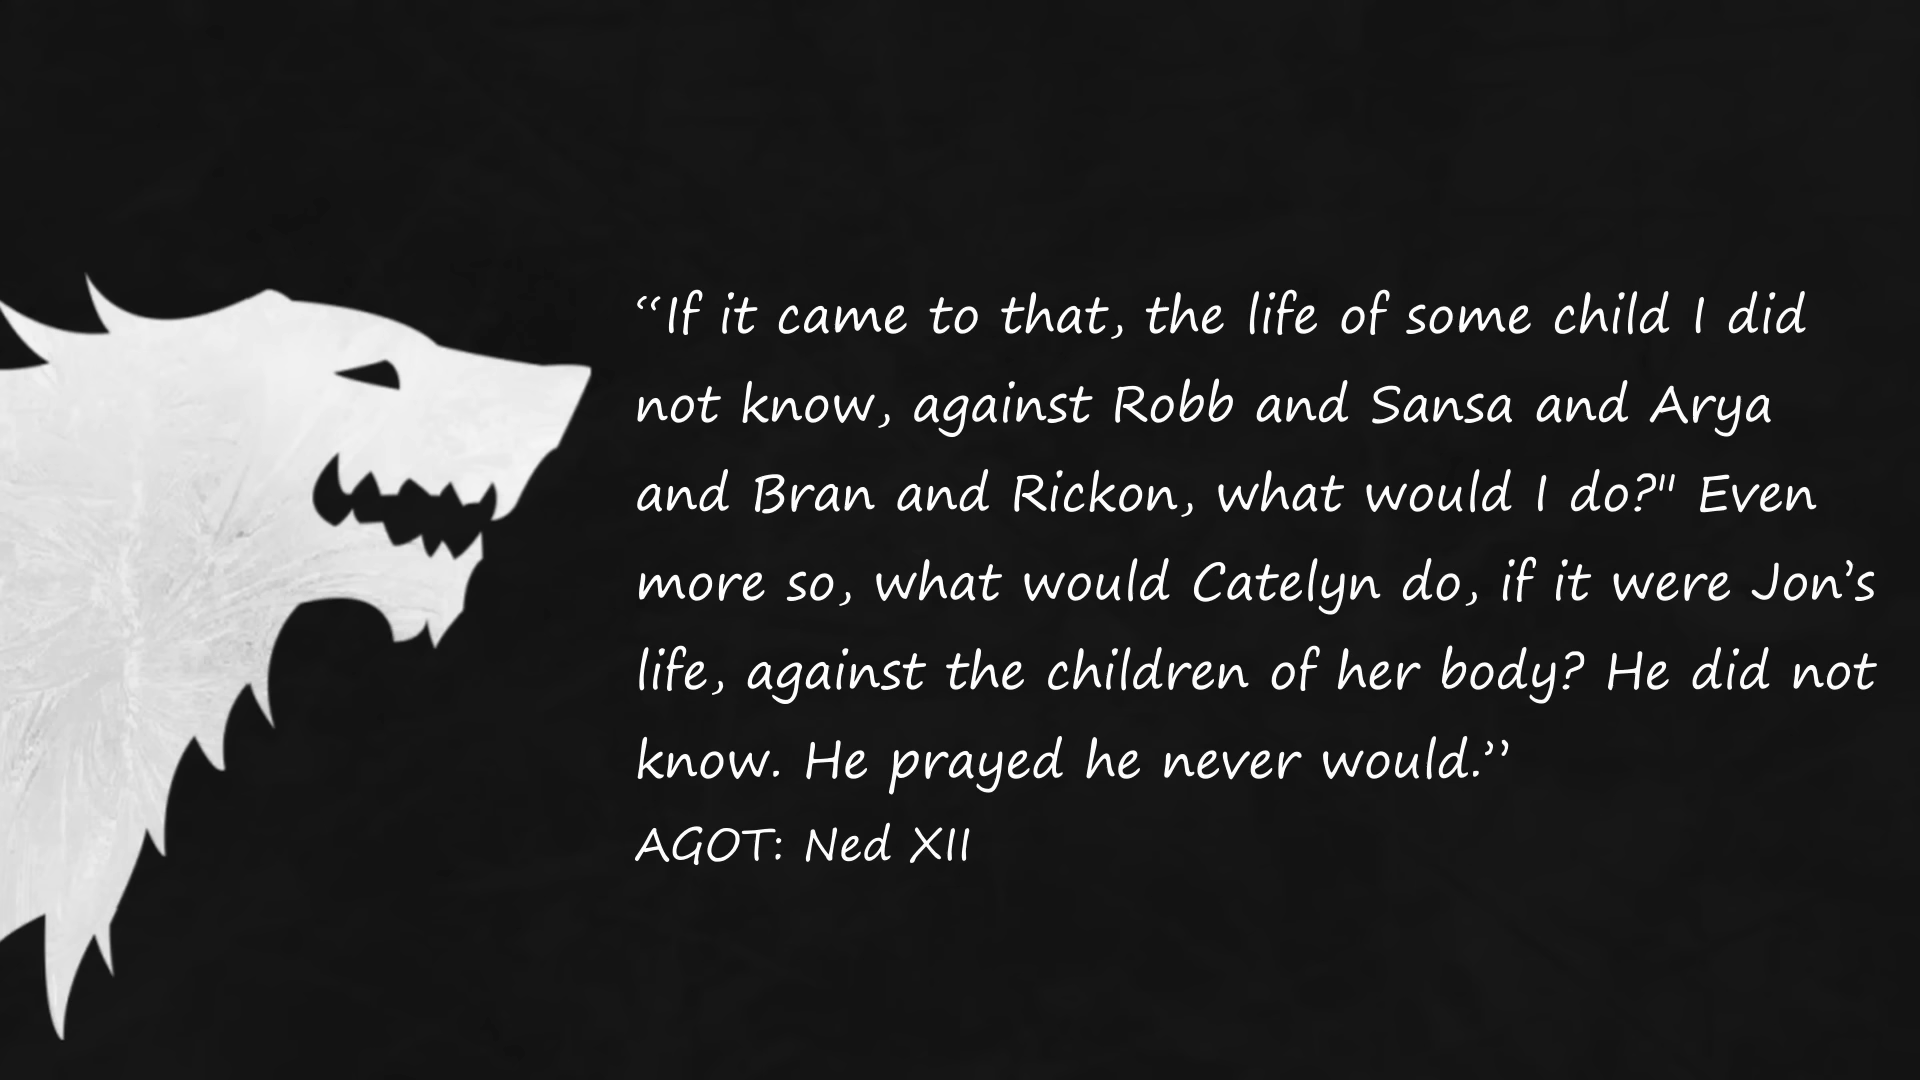 “If it came to that, the life of some child I did
not know, against Robb and Sansa and Arya
and Bran and Rickon, what would I do?" Even
more so, what would Catelyn do, if it were Jon’s
life, against the children of her body? He did not
know. He prayed he never would.”
AGOT: Ned XII